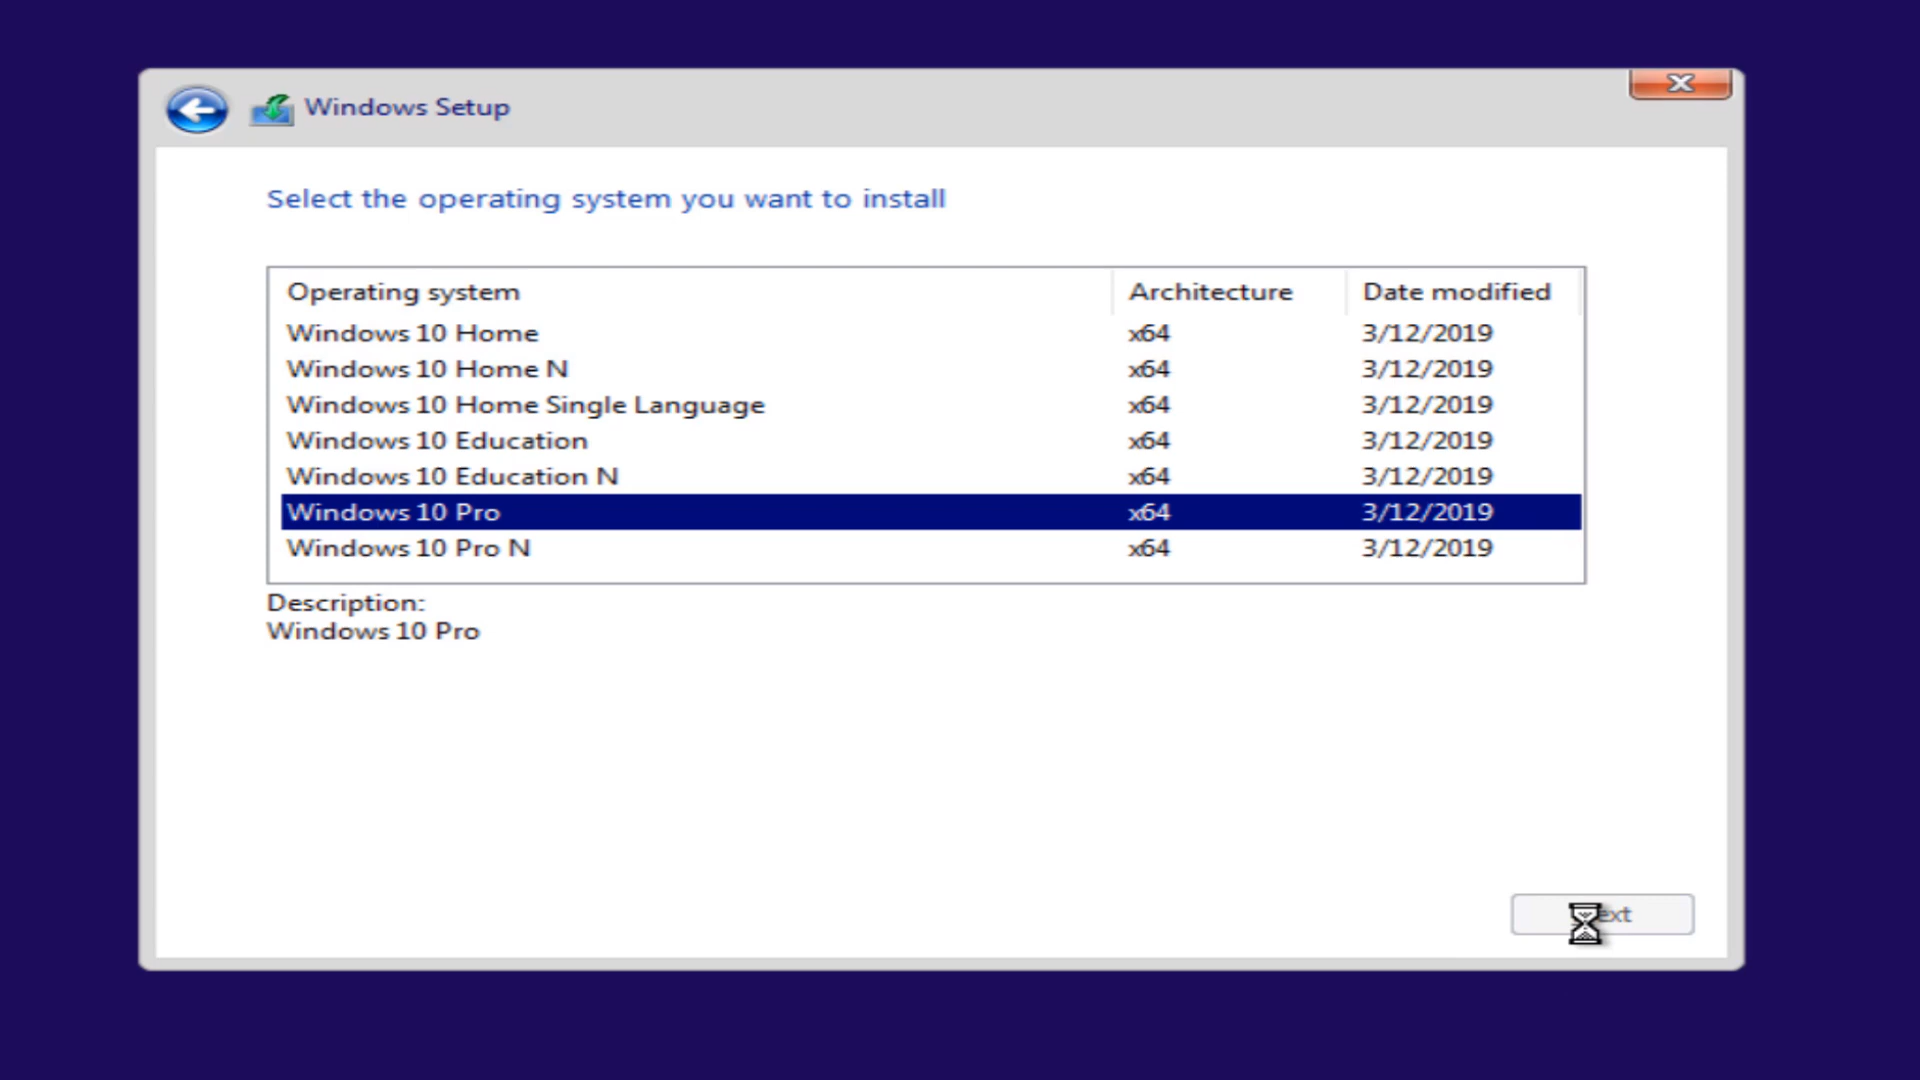 Windows Setup
Select the operating system you want to install
Operating system Architecture Date modified
Windows 10 Home x64 3/12/2019
Windows 10 Home N x64 3/12/2019
Windows 10 Home Single Language x64 3/12/2019
Windows 10 Education x64 3/12/2019
Windows 10 Education N x64 3/12/2019
Windows 10 Pro x64 3/12/2019
Windows 10 Pro N x64 3/12/2019
Description:
Windows 10 Pro